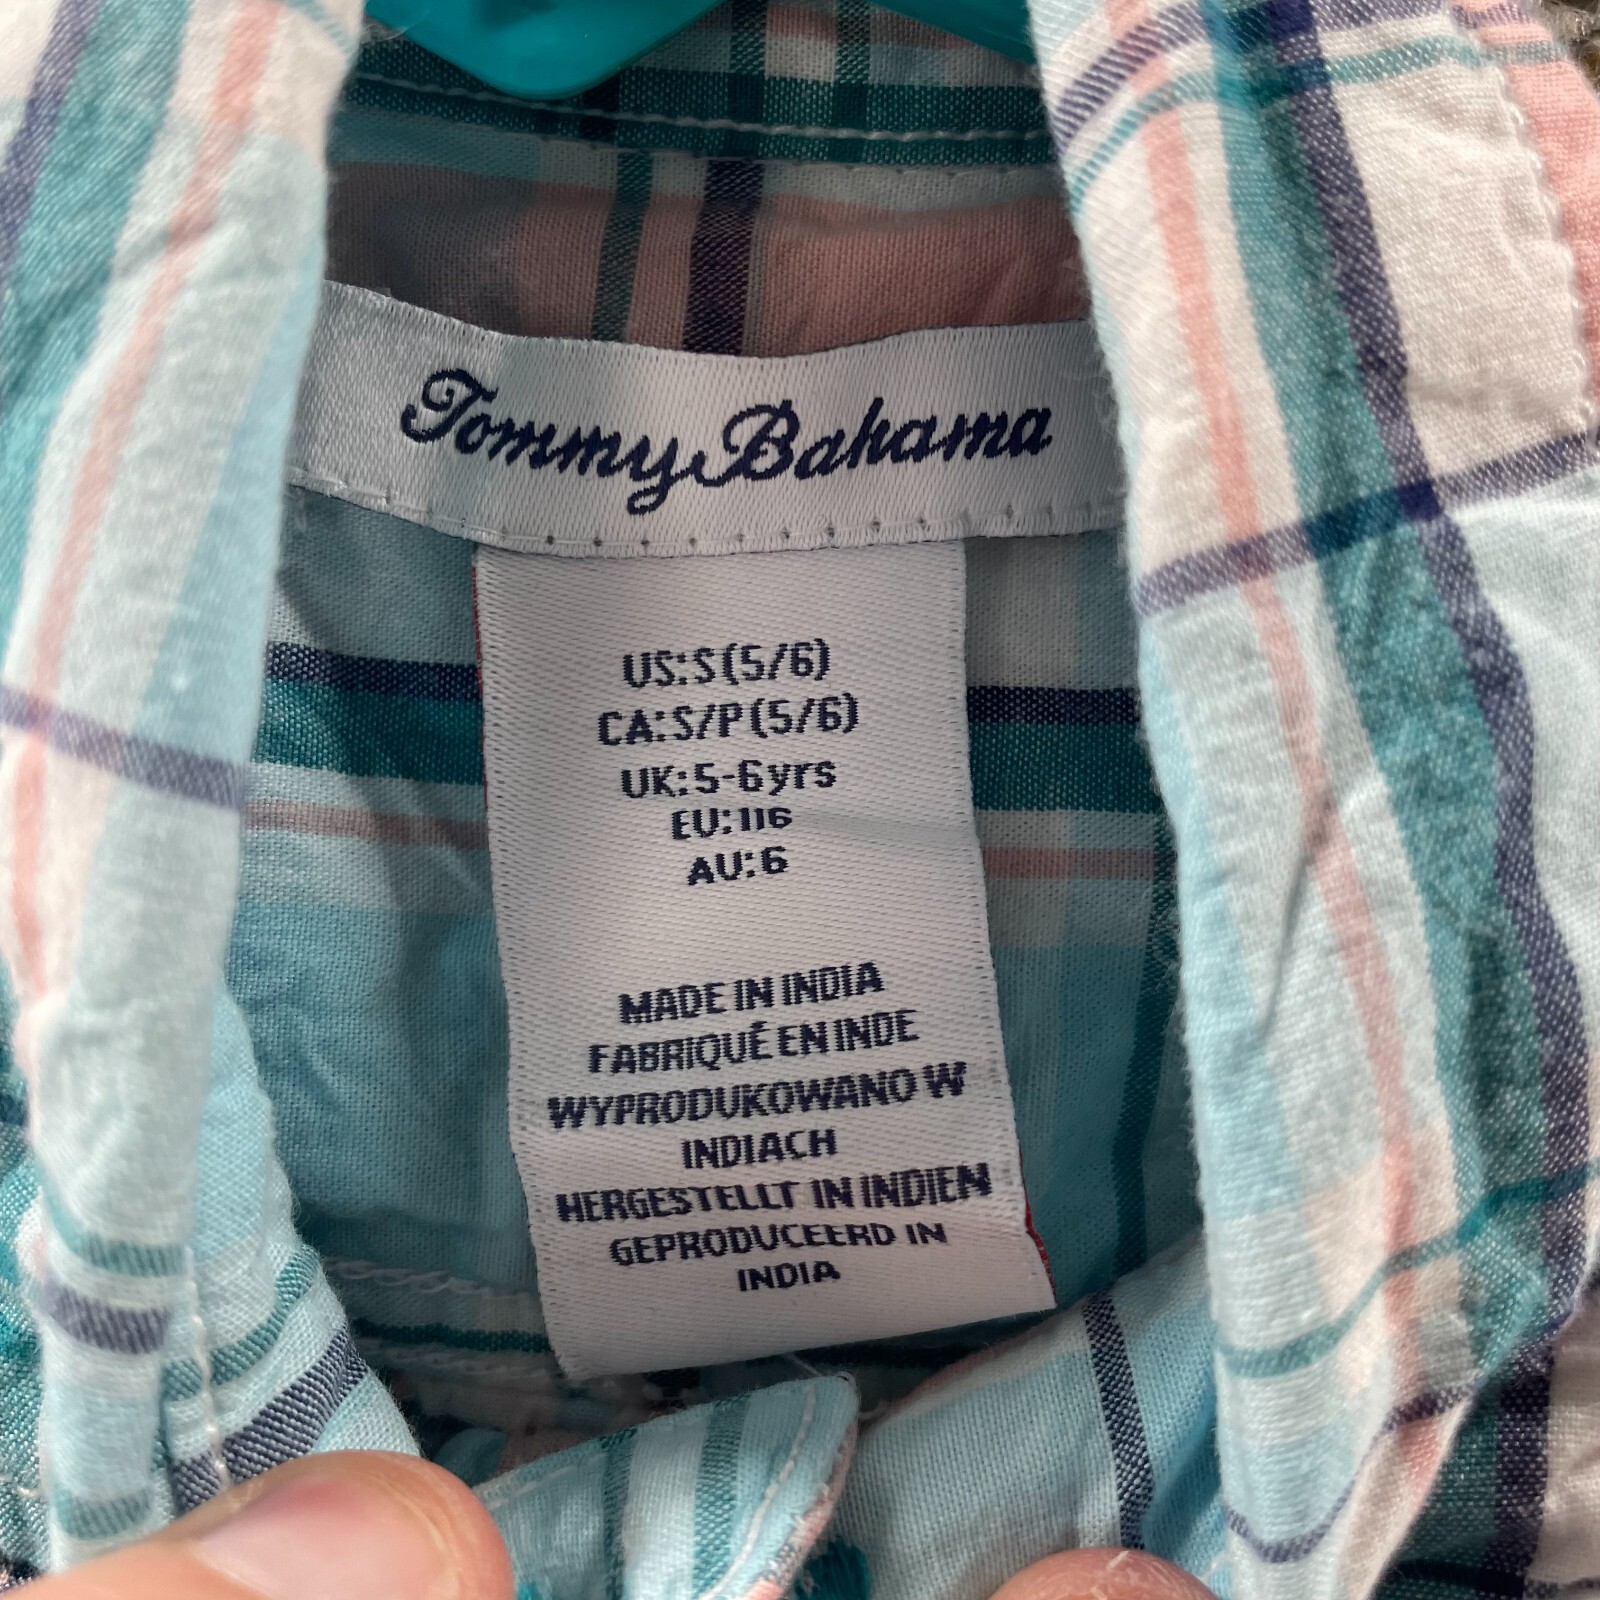 Tommy Bahama
US: S (5/6)
CA: S/P (5/6)
UK: 5-6yrs
EU: 116
AU: 6
MADE IN INDIA
FABRIQUÉ EN INDE
WYPRODUKOWANO W
INDIACH
HERGESTELLT IN INDIEN
GEPRODUCEERD IN
INDIA